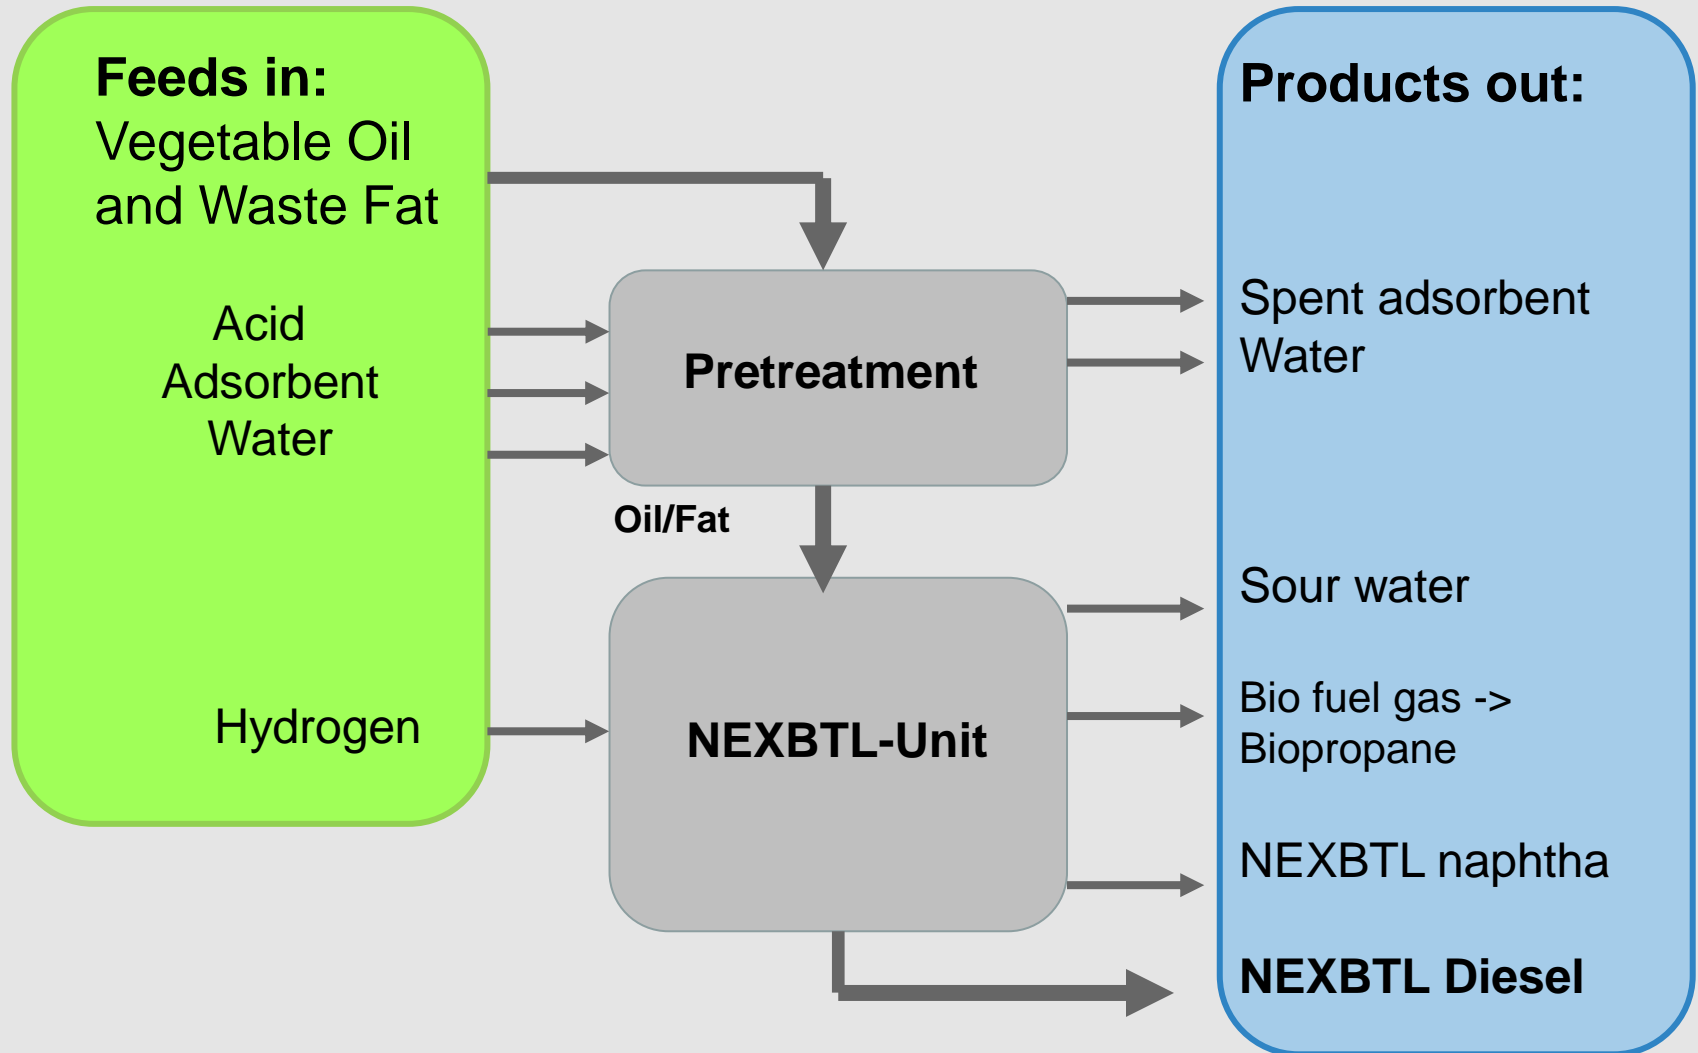 Feeds in:
Vegetable Oil
and Waste Fat
Acid
Adsorbent
Water
Hydrogen
Pretreatment
Oil/Fat
NEXBTL-Unit
Products out:
Spent adsorbent
Water
Sour water
Bio fuel gas ->
Biopropane
NEXBTL naphtha
NEXBTL Diesel